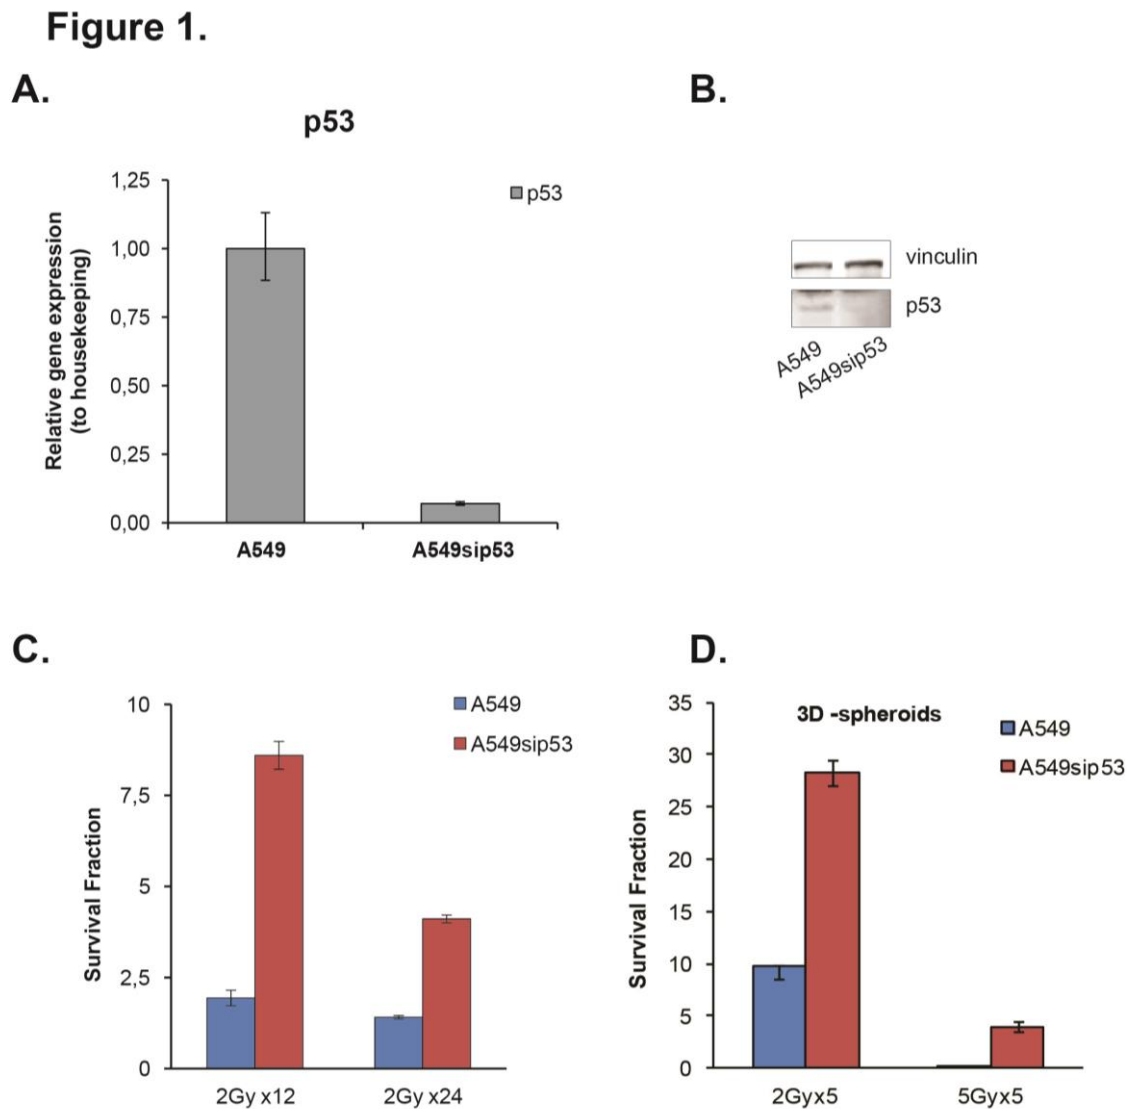 Figure 1.
A.
p53
1,25
1,00
0,75
0,50
0,25
0,00
Relative gene expression
(to housekeeping)
p53
A549
A549sip53
B.
vinculin
p53
A549
A549sip53
C.
10
7,5
5
2,5
0
Survival Fraction
A549
A549sip53
2Gy x12
2Gy x24
D.
3D -spheroids
35
30
25
20
15
10
5
0
Survival Fraction
A549
A549sip53
2Gyx5
5Gyx5